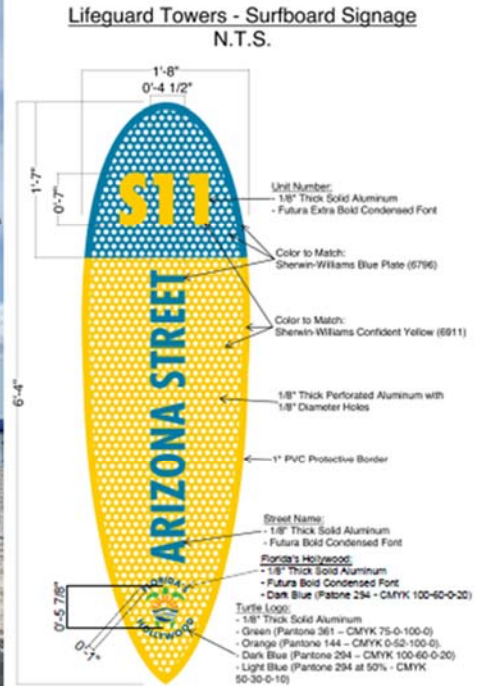 Lifeguard Towers - Surfboard Signage
N.T.S.
1'-8"
0'-4 1/2"
1'-7"
0'-7"
6'-4"
S11
ARIZONA STREET
Unit Number:
- 1/8" Thick Solid Aluminum
- Futura Extra Bold Condensed Font
Color to Match:
Sherwin-Williams Blue Plate (6796)
Color to Match:
Sherwin-Williams Confident Yellow (6911)
1/8" Thick Perforated Aluminum with
1/8" Diameter Holes
1" PVC Protective Border
Street Name:
- 1/8" Thick Solid Aluminum
- Futura Bold Condensed Font
Florida's Hollywood:
- 1/8" Thick Solid Aluminum
- Futura Bold Condensed Font
- Dark Blue (Patone 294 - CMYK 100-60-0-20)
Turtle Logo:
- 1/8" Thick Solid Aluminum
- Green (Pantone 361 – CMYK 75-0-100-0)
- Orange (Pantone 144 – CMYK 0-52-100-0).
- Dark Blue (Pantone 294 – CMYK 100-60-0-20)
- Light Blue (Pantone 294 at 50% - CMYK
50-30-0-10)
0'-5 7/8"
0'-1"
FLORIDA'S
HOLLYWOOD